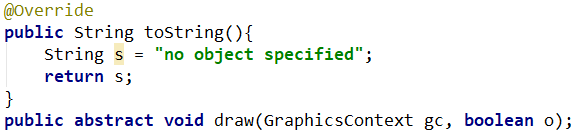 @Override
public String toString(){
    String s = "no object specified";
    return s;
}
public abstract void draw(GraphicsContext gc, boolean o);